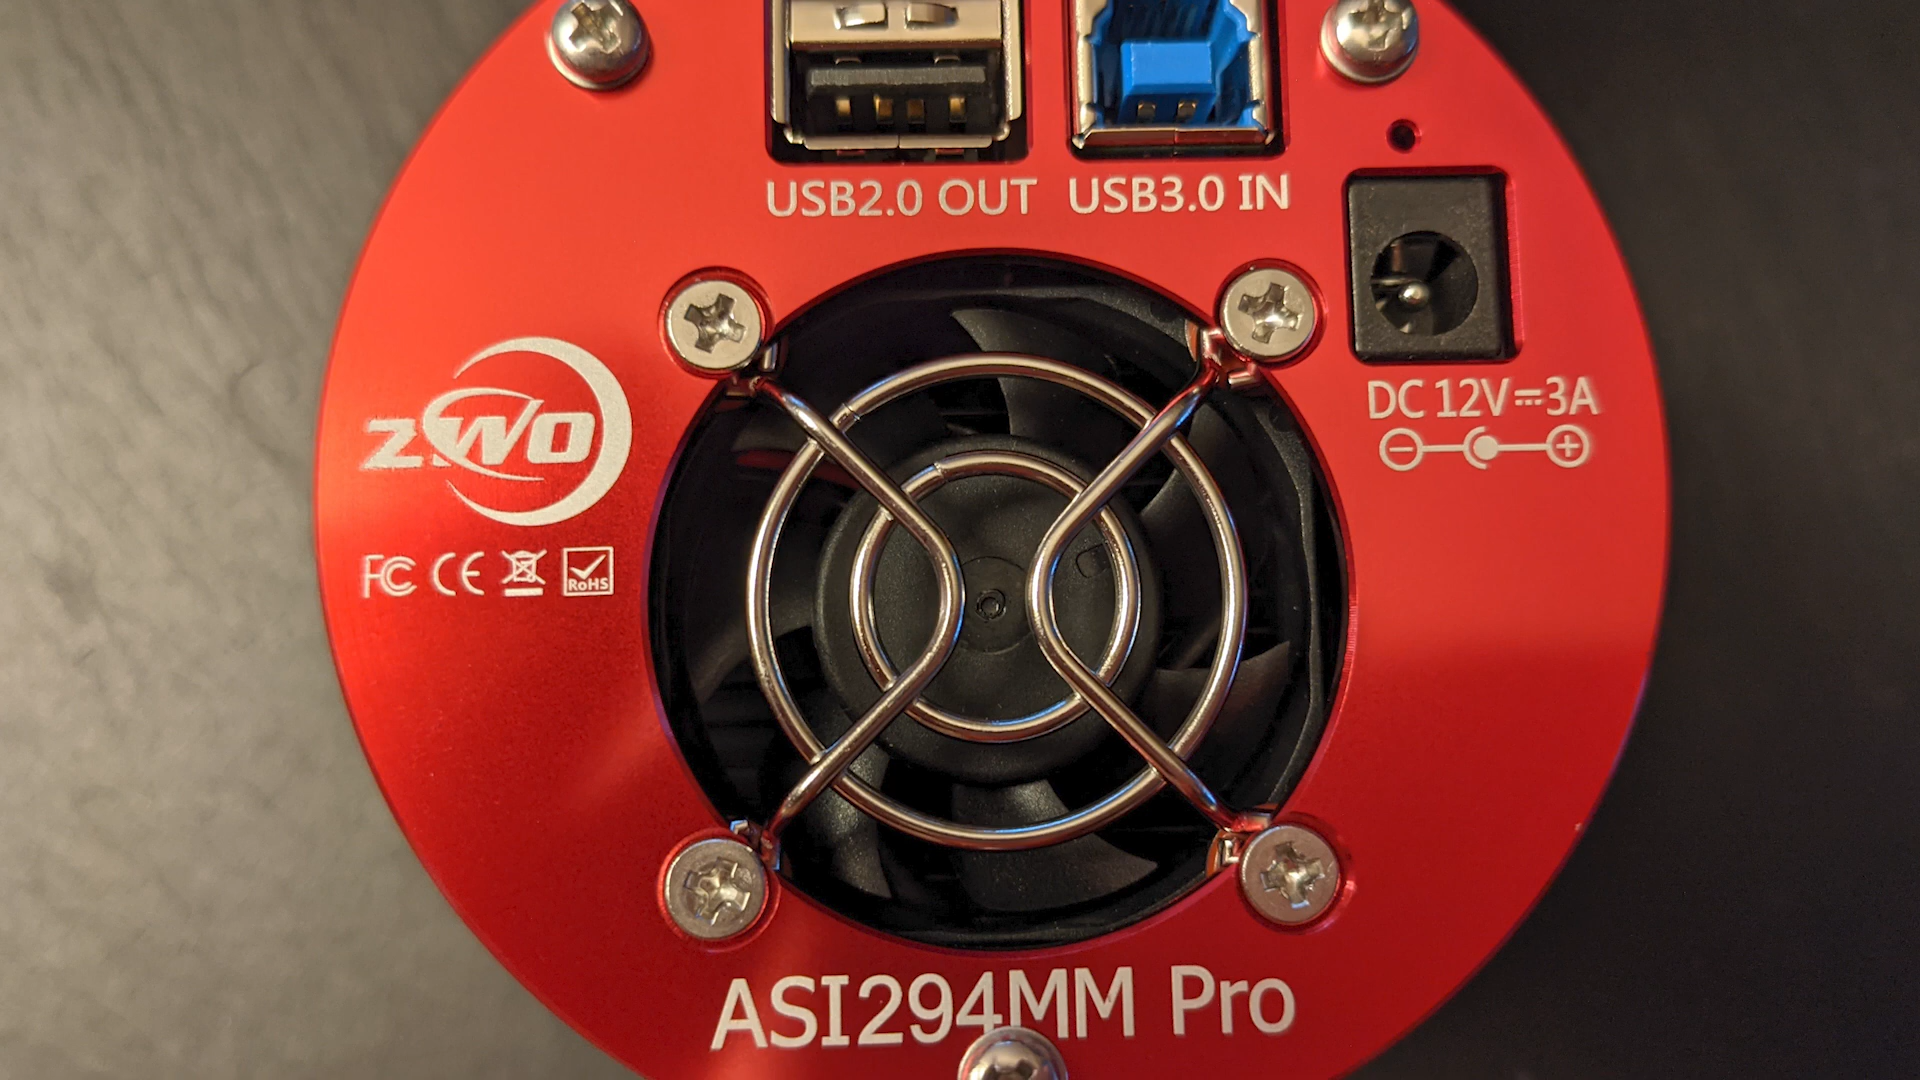 USB2.0 OUT USB3.0 IN
DC 12V⎓3A
ZWO
FC CE RoHS
ASI294MM Pro